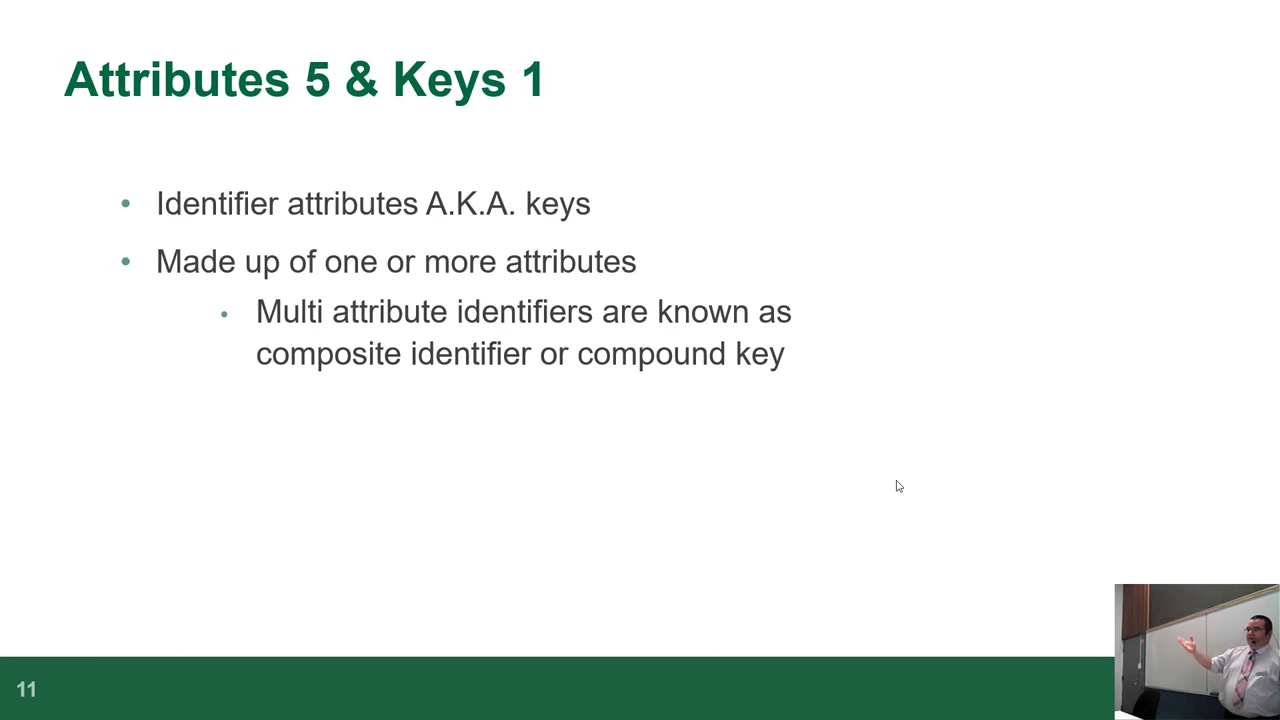 Attributes 5 & Keys 1
• Identifier attributes A.K.A. keys
• Made up of one or more attributes
• Multi attribute identifiers are known as
composite identifier or compound key
11